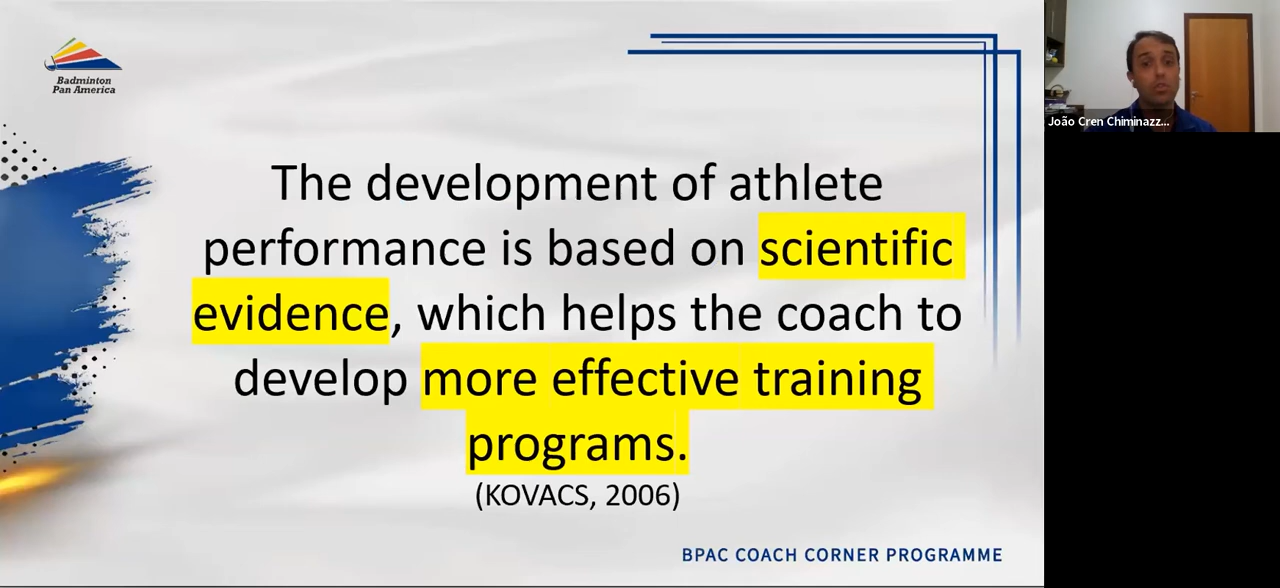 Badminton
Pan America
The development of athlete
performance is based on scientific
evidence, which helps the coach to
develop more effective training
programs.
(KOVACS, 2006)
BPAC COACH CORNER PROGRAMME
João Cren Chiminazz...